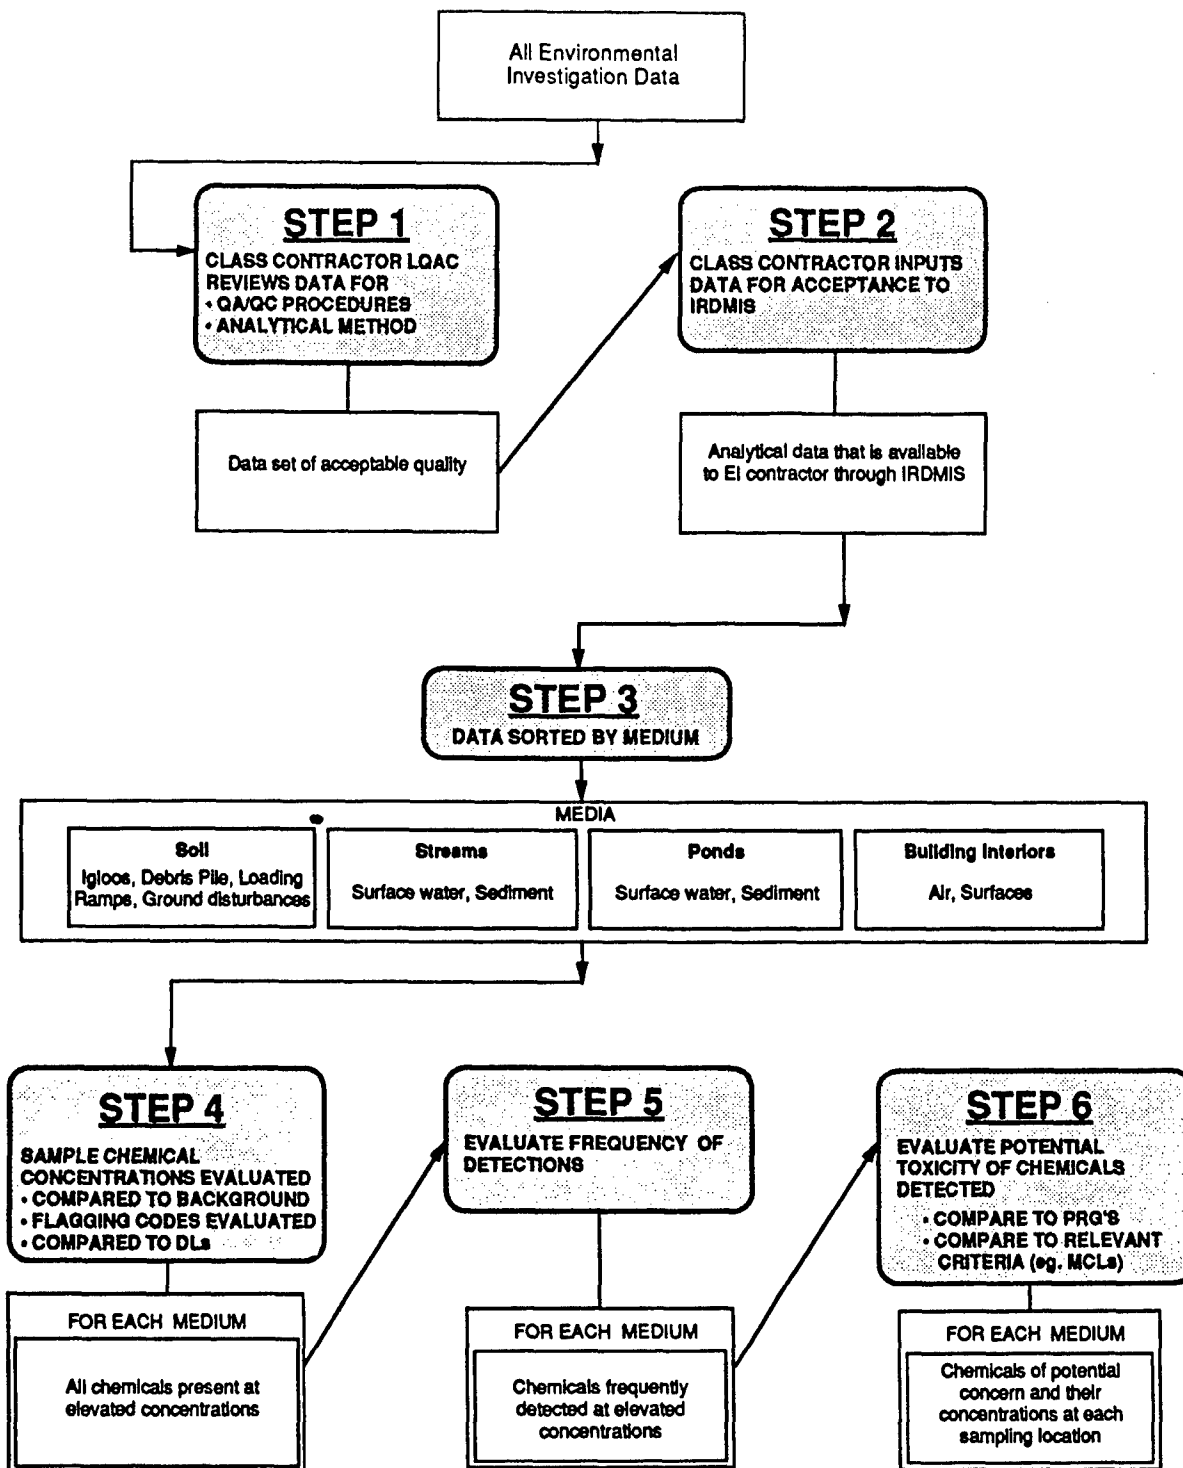 All Environmental
Investigation Data
STEP 1
CLASS CONTRACTOR LQAC
REVIEWS DATA FOR
• QA/QC PROCEDURES
• ANALYTICAL METHOD
STEP 2
CLASS CONTRACTOR INPUTS
DATA FOR ACCEPTANCE TO
IRDMIS
Data set of acceptable quality
Analytical data that is available
to EI contractor through IRDMIS
STEP 3
DATA SORTED BY MEDIUM
MEDIA
Soil
Igloos, Debris Pile, Loading
Ramps, Ground disturbances
Streams
Surface water, Sediment
Ponds
Surface water, Sediment
Building Interiors
Air, Surfaces
STEP 4
SAMPLE CHEMICAL
CONCENTRATIONS EVALUATED
• COMPARED TO BACKGROUND
• FLAGGING CODES EVALUATED
• COMPARED TO DLs
STEP 5
EVALUATE FREQUENCY OF
DETECTIONS
STEP 6
EVALUATE POTENTIAL
TOXICITY OF CHEMICALS
DETECTED
• COMPARE TO PRG'S
• COMPARE TO RELEVANT
CRITERIA (eg. MCLs)
FOR EACH MEDIUM
All chemicals present at
elevated concentrations
FOR EACH MEDIUM
Chemicals frequently
detected at elevated
concentrations
FOR EACH MEDIUM
Chemicals of potential
concern and their
concentrations at each
sampling location